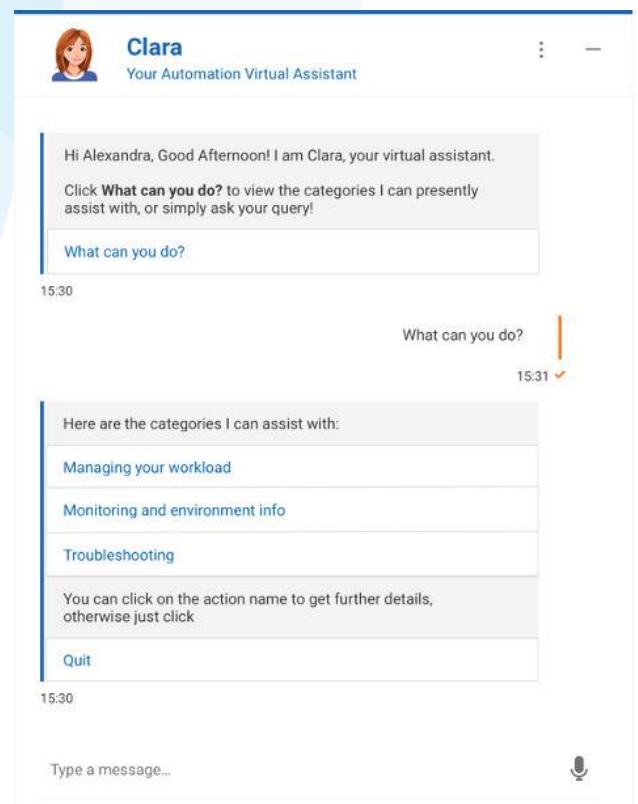 Clara
Your Automation Virtual Assistant
Hi Alexandra, Good Afternoon! I am Clara, your virtual assistant.
Click What can you do? to view the categories I can presently
assist with, or simply ask your query!
What can you do?
15:30
What can you do?
15:31
Here are the categories I can assist with:
Managing your workload
Monitoring and environment info
Troubleshooting
You can click on the action name to get further details,
otherwise just click
Quit
15:30
Type a message...